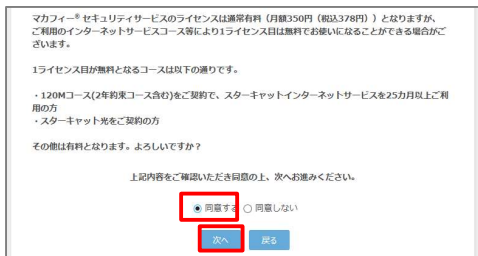 マカフィー® セキュリティサービスのライセンスは通常有料（月額350円（税込378円））となりますが、
ご利用のインターネットサービスコース等により1ライセンス目は無料でお使いになることができる場合がご
ざいます。
1ライセンス目が無料となるコースは以下の通りです。
・120Mコース(2年約束コース含む)をご契約で、スターキャットインターネットサービスを25カ月以上ご利
用の方
・スターキャット光をご契約の方
その他は有料となります。よろしいですか？
上記内容をご確認いただき同意の上、次へお進みください。
同意する 同意しない
次へ 戻る